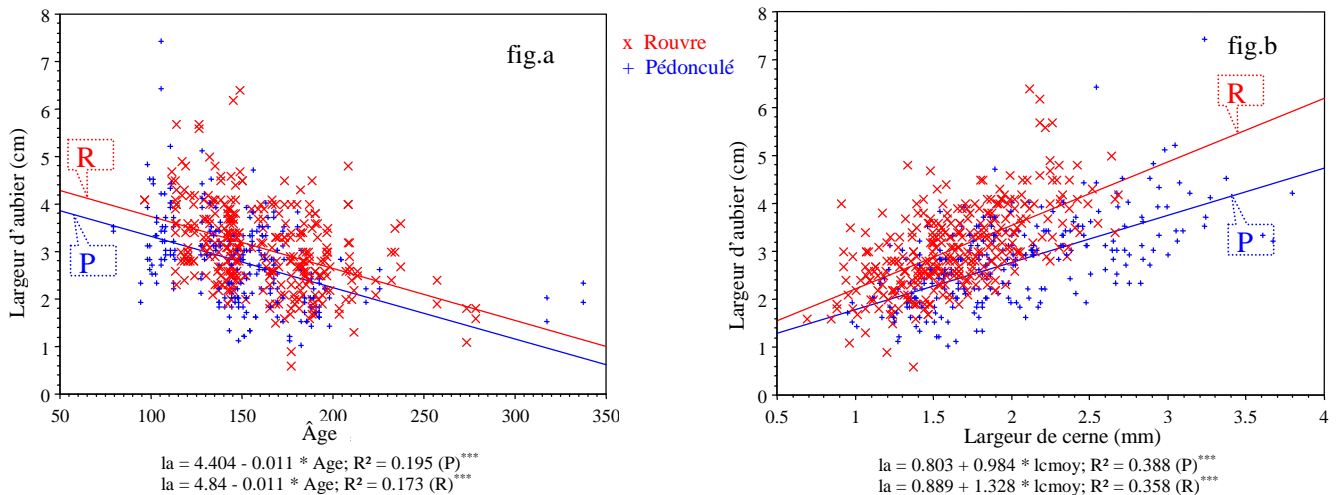 fig.a
x Rouvre
+ Pédonculé
fig.b
Largeur d'aubier (cm)
8
7
6
5
4
3
2
1
0
R
P
50
100
150
200
250
300
350
Âge
la = 4.404 - 0.011 * Age; R² = 0.195 (P)***
la = 4.84 - 0.011 * Age; R² = 0.173 (R)***
Largeur d'aubier (cm)
8
7
6
5
4
3
2
1
0
R
P
0.5
1
1.5
2
2.5
3
3.5
4
Largeur de cerne (mm)
la = 0.803 + 0.984 * lcmoy; R² = 0.388 (P)***
la = 0.889 + 1.328 * lcmoy; R² = 0.358 (R)***